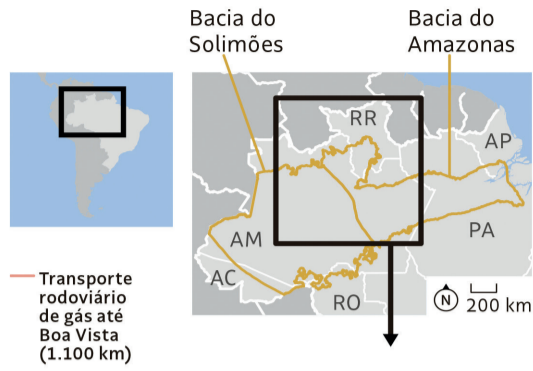 Bacia do
Solimões
Bacia do
Amazonas
RR
AP
AM
PA
AC
RO
N
200 km
Transporte
rodoviário
de gás até
Boa Vista
(1.100 km)